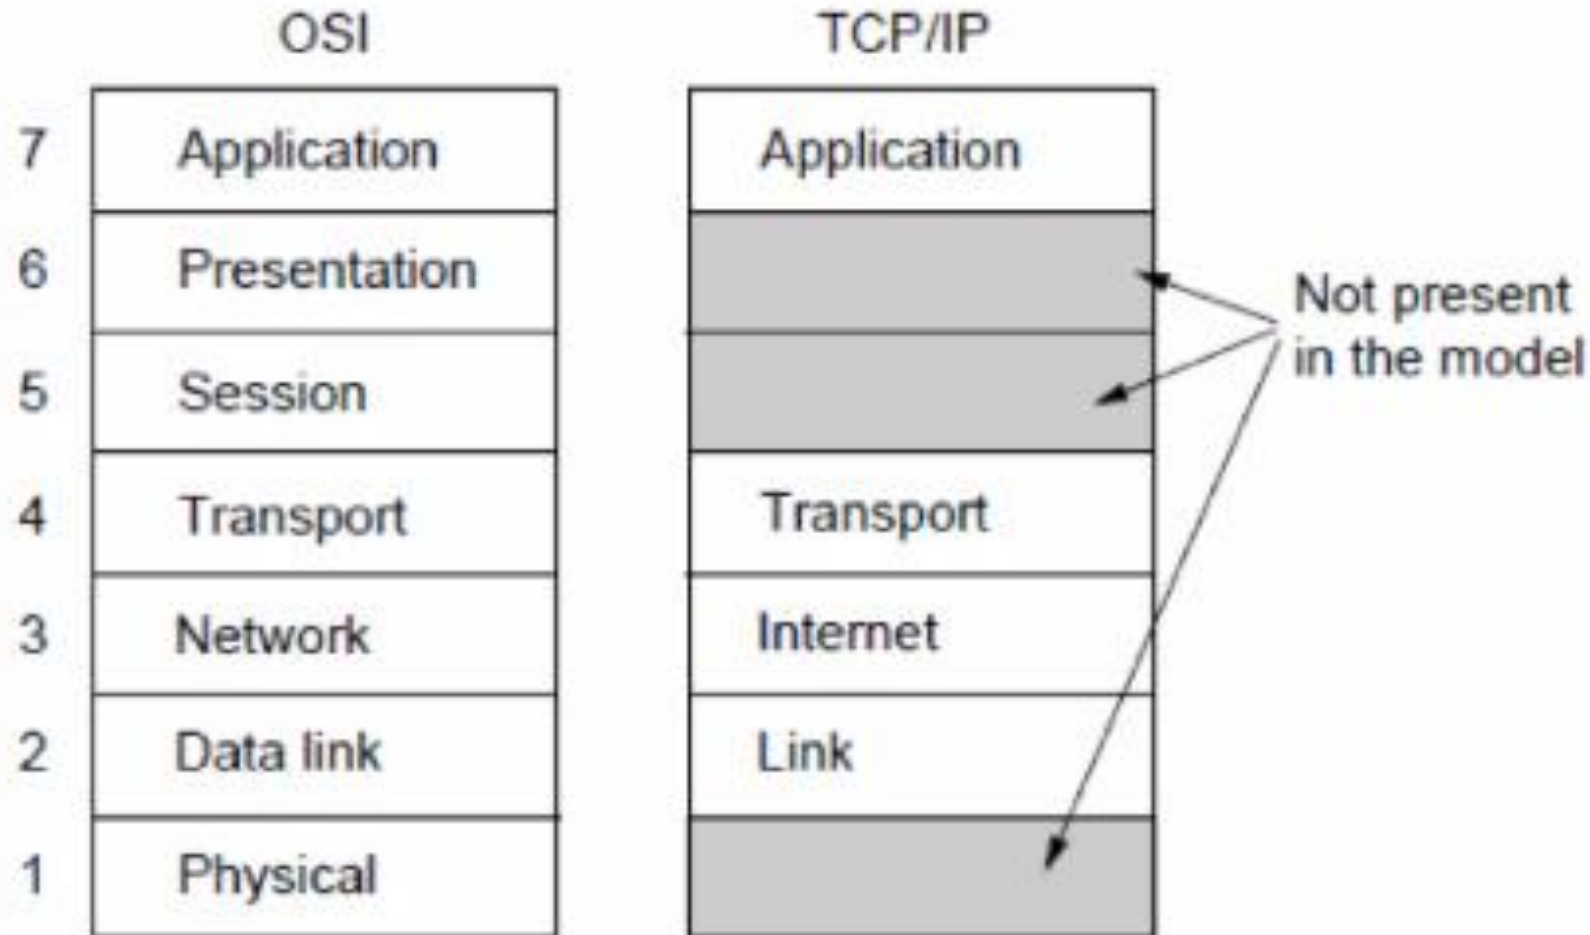 OSI
TCP/IP
7
Application
Application
6
Presentation
Not present
in the model
5
Session
4
Transport
Transport
3
Network
Internet
2
Data link
Link
1
Physical